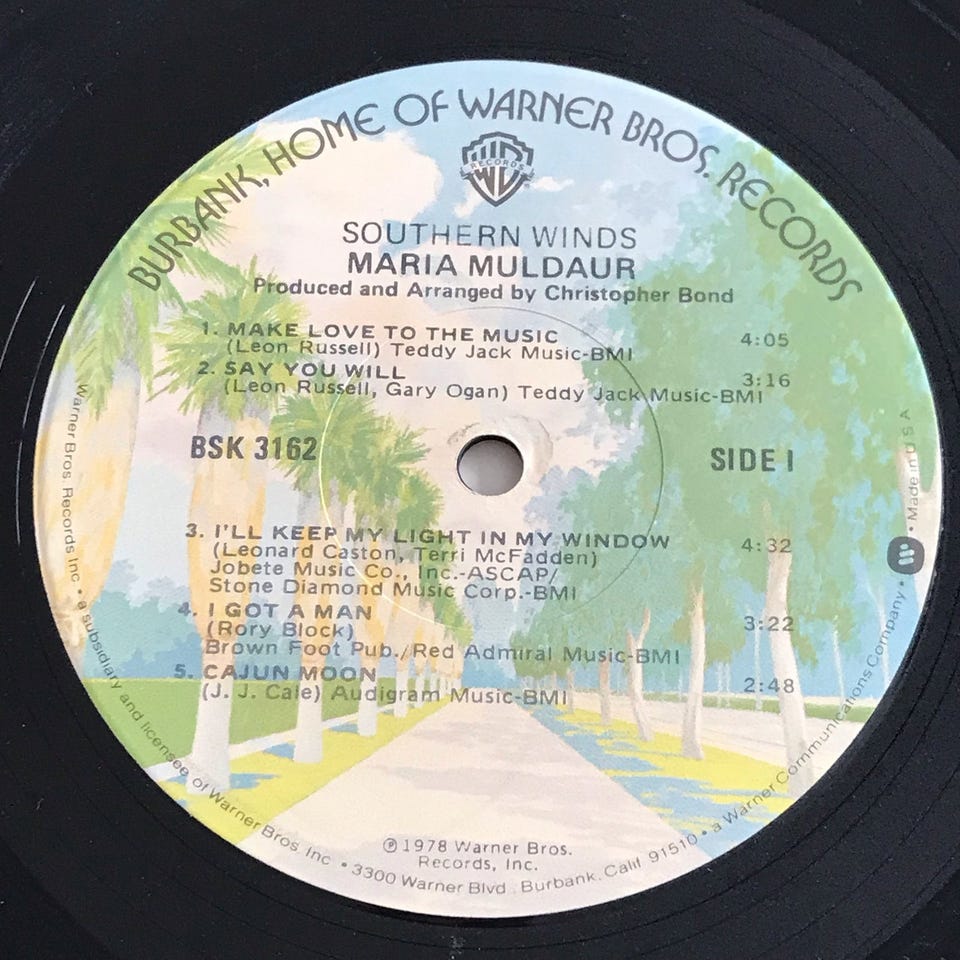 BURBANK, HOME OF WARNER BROS. RECORDS
W
RECORDS
SOUTHERN WINDS
MARIA MULDAUR
Produced and Arranged by Christopher Bond
1. MAKE LOVE TO THE MUSIC 4:05
(Leon Russell) Teddy Jack Music-BMI
2. SAY YOU WILL 3:16
(Leon Russell, Gary Ogan) Teddy Jack Music-BMI
BSK 3162 SIDE I
3. I'LL KEEP MY LIGHT IN MY WINDOW 4:32
(Leonard Caston, Terri McFadden)
Jobete Music Co., Inc.-ASCAP/
Stone Diamond Music Corp.-BMI
4. I GOT A MAN 3:22
(Rory Block)
Brown Foot Pub./Red Admiral Music-BMI
5. CAJUN MOON 2:48
(J. J. Cale) Audigram Music-BMI
℗1978 Warner Bros.
Records, Inc.
Warner Bros. Records Inc. • a subsidiary and licensee of Warner Bros. Inc. • 3300 Warner Blvd., Burbank, Calif. 91510 • a Warner Communications Company • Made in U.S.A.